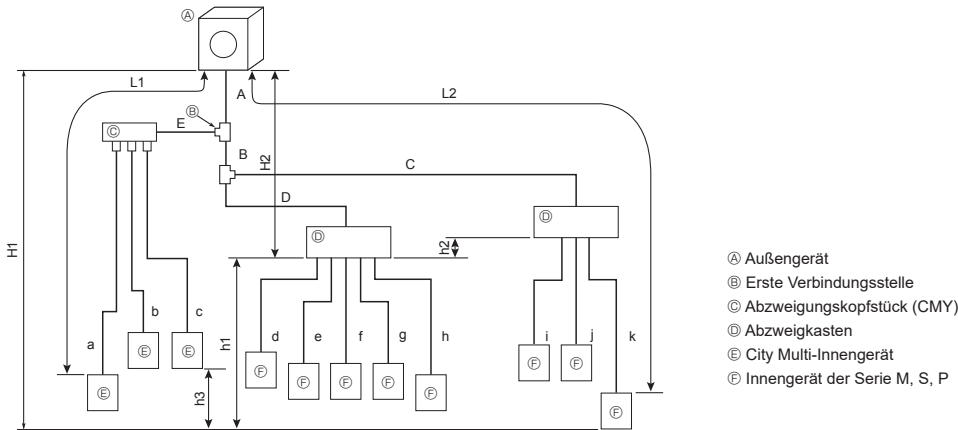 Ⓐ
L1
A
L2
Ⓑ
Ⓒ
E
B
H2
C
D
Ⓓ
Ⓓ
h2
H1
a
b
c
Ⓔ
Ⓔ
Ⓔ
h3
h1
d
e
f
g
h
Ⓕ
Ⓕ
Ⓕ
Ⓕ
Ⓕ
i
j
k
Ⓕ
Ⓕ
Ⓕ
Ⓐ Außengerät
Ⓑ Erste Verbindungsstelle
Ⓒ Abzweigungskopfstück (CMY)
Ⓓ Abzweigkasten
Ⓔ City Multi-Innengerät
Ⓕ Innengerät der Serie M, S, P